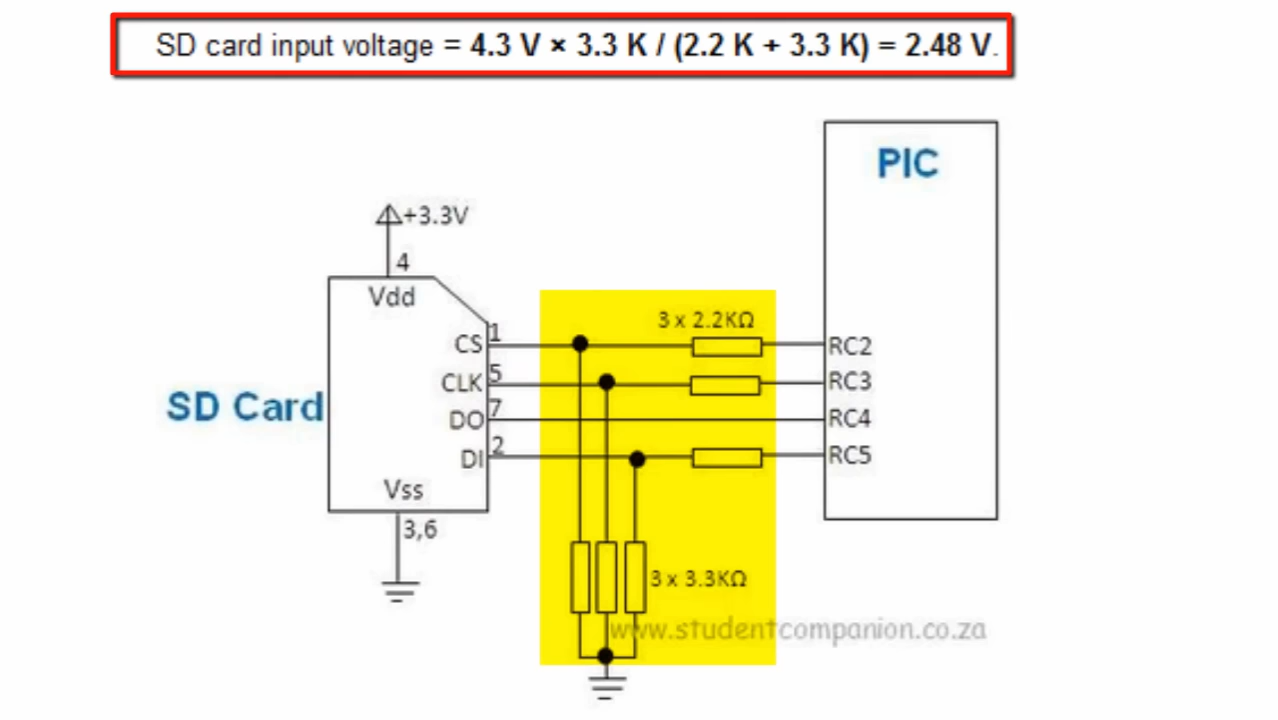 SD card input voltage = 4.3 V × 3.3 K / (2.2 K + 3.3 K) = 2.48 V.
PIC
+3.3V
4
Vdd
3 x 2.2KΩ
CS 1 RC2
CLK 5 RC3
SD Card
DO 7 RC4
DI 2 RC5
Vss
3,6
3 x 3.3KΩ
www.studentcompanion.co.za